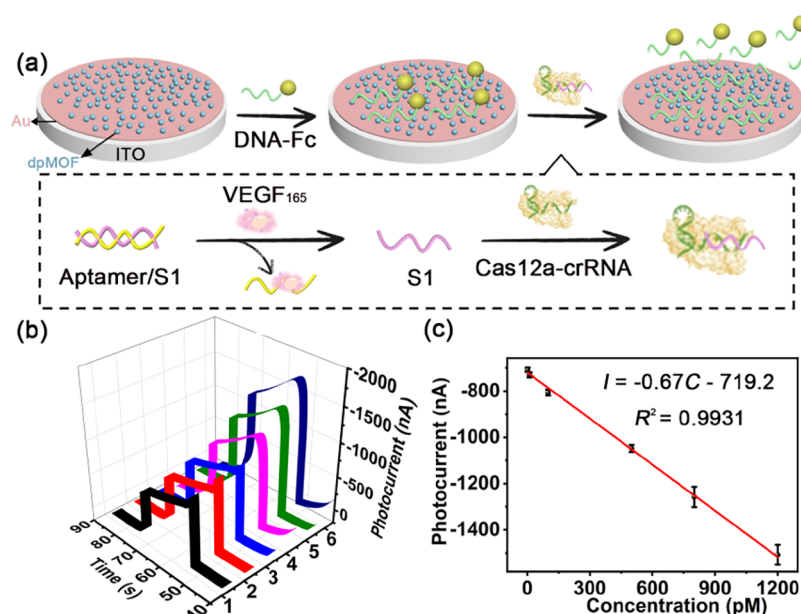 (a)
Au
dpMOF
ITO
DNA-Fc
VEGF₁₆₅
Aptamer/S1
S1
Cas12a-crRNA
(b)
-2000
-1500
-1000
-500
0
Photocurrent (nA)
90
80
70
60
50
40
Time (s)
1 2 3 4 5 6
(c)
I = -0.67C - 719.2
R² = 0.9931
-800
-1000
-1200
-1400
Photocurrent (nA)
0 300 600 900 1200
Concentration (pM)